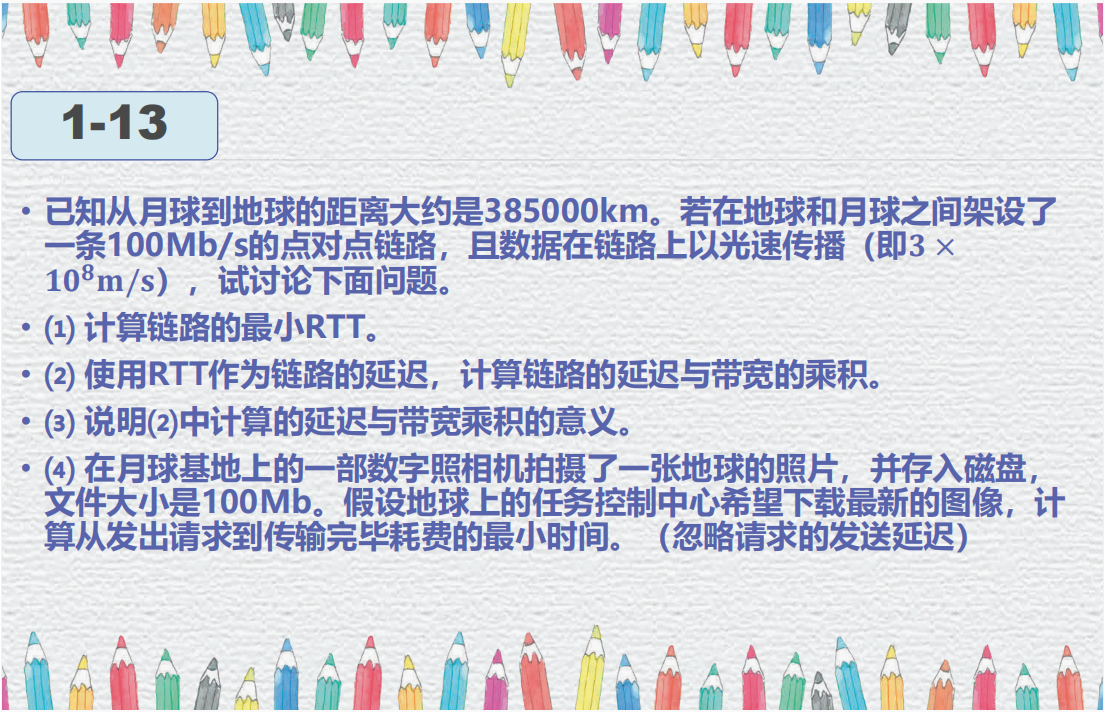 1-13
• 已知从月球到地球的距离大约是385000km。若在地球和月球之间架设了
一条100Mb/s的点对点链路，且数据在链路上以光速传播（即3 ×
10⁸m/s），试讨论下面问题。
• ⑴ 计算链路的最小RTT。
• ⑵ 使用RTT作为链路的延迟，计算链路的延迟与带宽的乘积。
• ⑶ 说明⑵中计算的延迟与带宽乘积的意义。
• ⑷ 在月球基地上的一部数字照相机拍摄了一张地球的照片，并存入磁盘，
文件大小是100Mb。假设地球上的任务控制中心希望下载最新的图像，计
算从发出请求到传输完毕耗费的最小时间。（忽略请求的发送延迟）